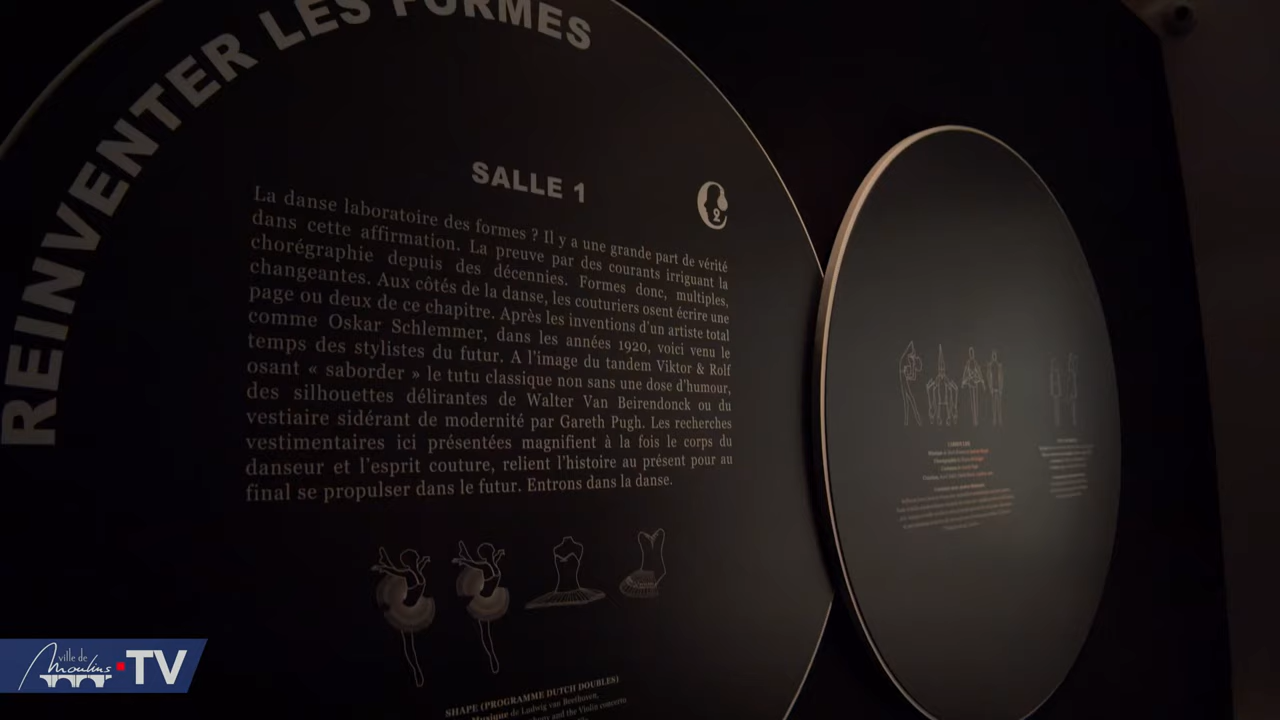 REINVENTER LES FORMES
SALLE 1
La danse laboratoire des formes ? Il y a une grande part de vérité
dans cette affirmation. La preuve par des courants irriguant la
chorégraphie depuis des décennies. Formes donc, multiples,
changeantes. Aux côtés de la danse, les couturiers osent écrire une
page ou deux de ce chapitre. Après les inventions d'un artiste total
comme Oskar Schlemmer, dans les années 1920, voici venu le
temps des stylistes du futur. A l'image du tandem Viktor & Rolf
osant « saborder » le tutu classique non sans une dose d'humour,
des silhouettes délirantes de Walter Van Beirendonck ou du
vestiaire sidérant de modernité par Gareth Pugh. Les recherches
vestimentaires ici présentées magnifient à la fois le corps du
danseur et l'esprit couture, relient l'histoire au présent pour au
final se propulser dans le futur. Entrons dans la danse.
SHAPE (PROGRAMME DUTCH DOUBLES)
Musique de Ludwig van Beethoven,
and the Violin concerto
ville de
Moulins TV